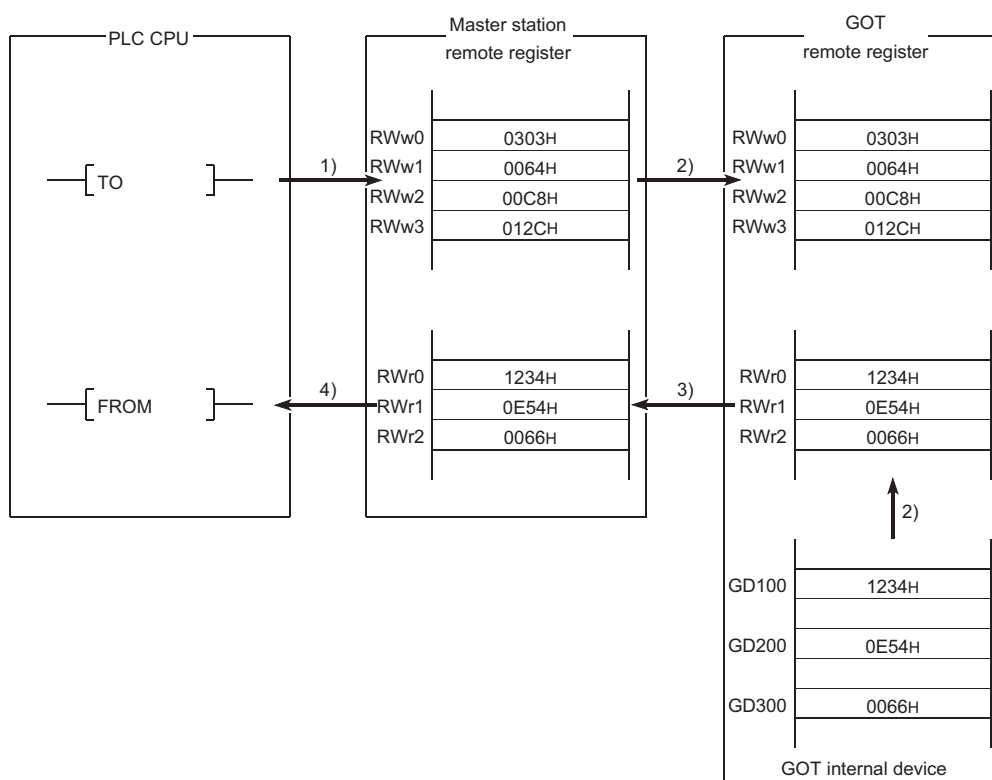 PLC CPU
Master station
remote register
GOT
remote register
TO
1)
RWw0 0303H
RWw1 0064H
RWw2 00C8H
RWw3 012CH
2)
RWw0 0303H
RWw1 0064H
RWw2 00C8H
RWw3 012CH
FROM
4)
RWr0 1234H
RWr1 0E54H
RWr2 0066H
3)
RWr0 1234H
RWr1 0E54H
RWr2 0066H
2)
GD100 1234H
GD200 0E54H
GD300 0066H
GOT internal device